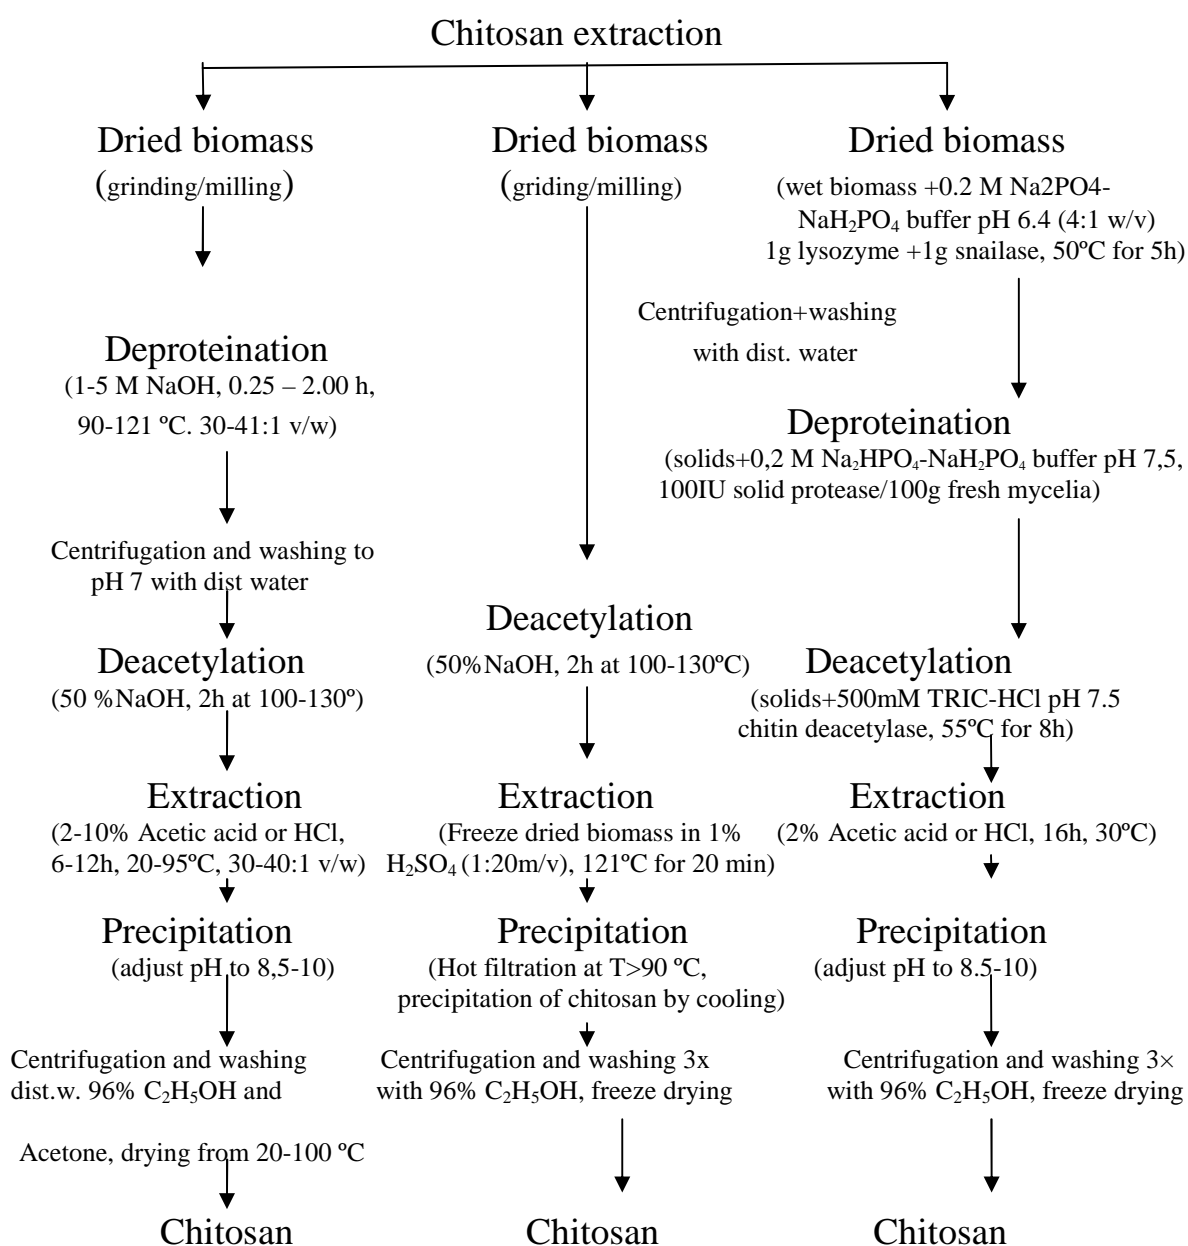 Chitosan extraction
Dried biomass
(grinding/milling)
Deproteination
(1-5 M NaOH, 0.25 – 2.00 h,
90-121 ºC. 30-41:1 v/w)
Centrifugation and washing to
pH 7 with dist water
Deacetylation
(50 %NaOH, 2h at 100-130º)
Extraction
(2-10% Acetic acid or HCl,
6-12h, 20-95ºC, 30-40:1 v/w)
Precipitation
(adjust pH to 8,5-10)
Centrifugation and washing
dist.w. 96% C₂H₅OH and
Acetone, drying from 20-100 ºC
Chitosan
Dried biomass
(griding/milling)
Deacetylation
(50%NaOH, 2h at 100-130ºC)
Extraction
(Freeze dried biomass in 1%
H₂SO₄ (1:20m/v), 121ºC for 20 min)
Precipitation
(Hot filtration at T>90 ºC,
precipitation of chitosan by cooling)
Centrifugation and washing 3x
with 96% C₂H₅OH, freeze drying
Chitosan
Dried biomass
(wet biomass +0.2 M Na2PO4-
NaH₂PO₄ buffer pH 6.4 (4:1 w/v)
1g lysozyme +1g snailase, 50ºC for 5h)
Centrifugation+washing
with dist. water
Deproteination
(solids+0,2 M Na₂HPO₄-NaH₂PO₄ buffer pH 7,5,
100IU solid protease/100g fresh mycelia)
Deacetylation
(solids+500mM TRIC-HCl pH 7.5
chitin deacetylase, 55ºC for 8h)
Extraction
(2% Acetic acid or HCl, 16h, 30ºC)
Precipitation
(adjust pH to 8.5-10)
Centrifugation and washing 3×
with 96% C₂H₅OH, freeze drying
Chitosan